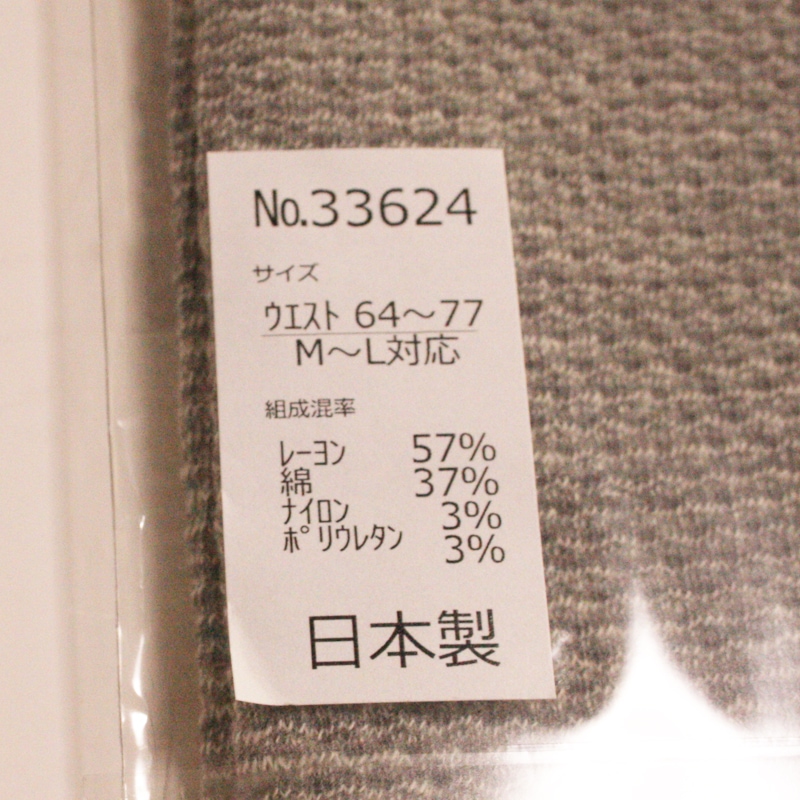 No.33624
サイズ
ｳｴｽﾄ 64～77
M～L対応
組成混率
ﾚｰﾖﾝ 57%
綿 37%
ﾅｲﾛﾝ 3%
ﾎﾟﾘｳﾚﾀﾝ 3%
日本製